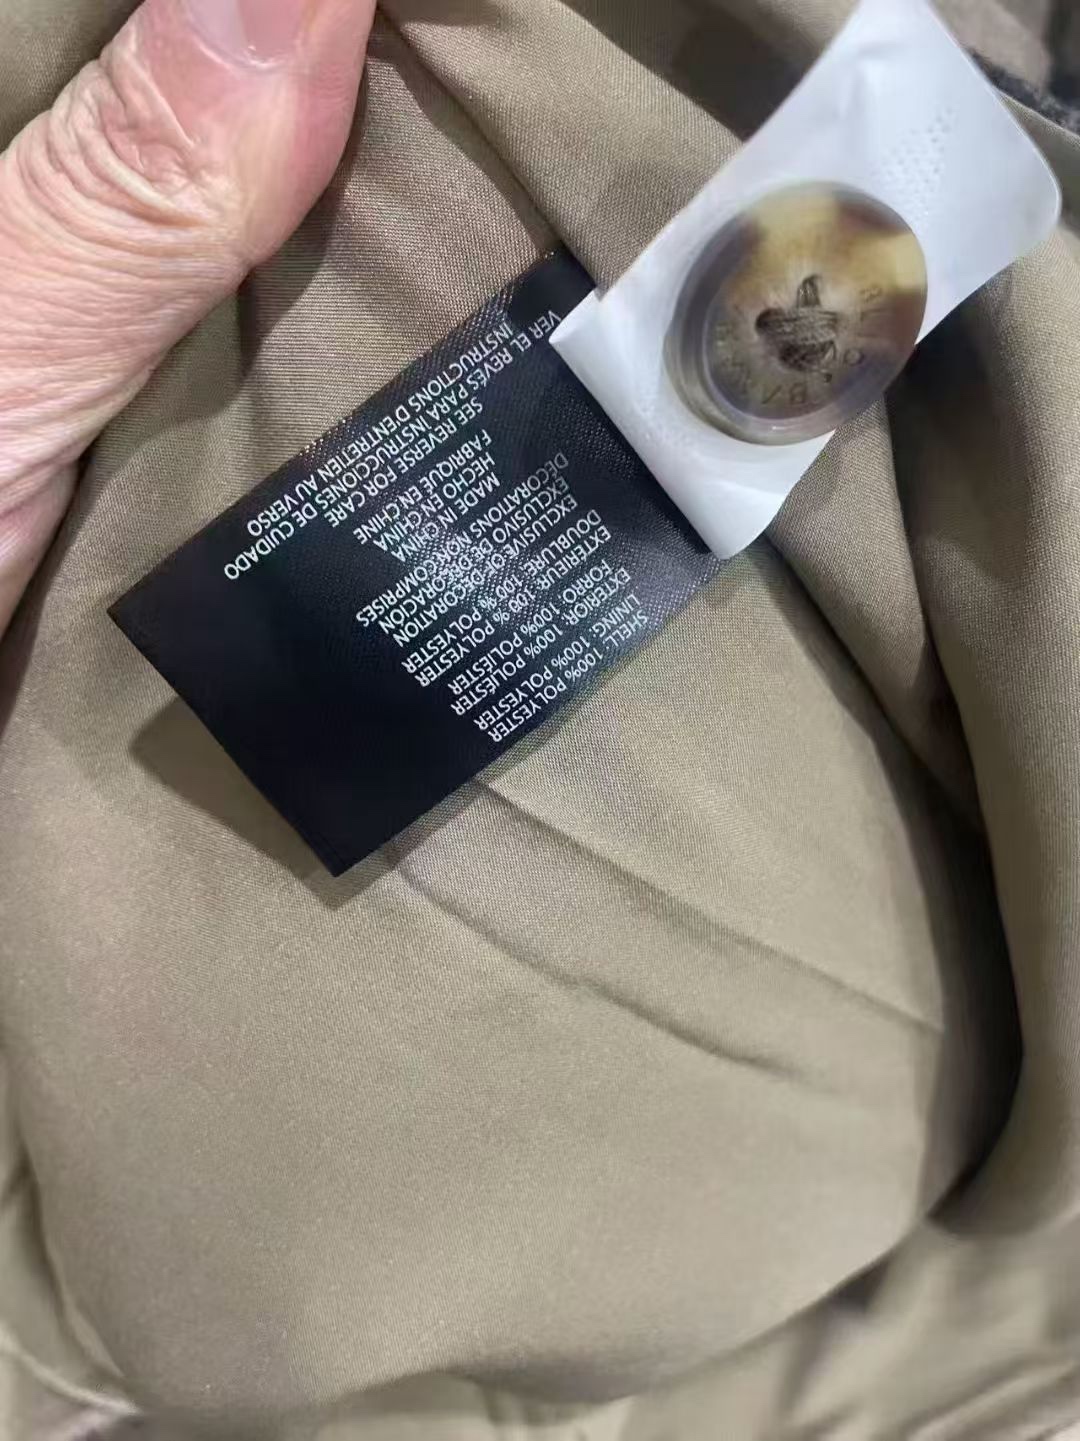 SHELL: 100% POLYESTER
LINING: 100% POLYESTER
EXTERIOR: 100% POLIÉSTER
FORRO: 100% POLIÉSTER
EXTERIEUR: 100% POLYESTER
DOUBLURE: 100% POLYESTER
EXCLUSIVE OF DECORATION
EXCLUSIVO DE DECORACIÓN
DECORATIONS NON COMPRISES
MADE IN CHINA
HECHO EN CHINA
FABRIQUÉ EN CHINE
SEE REVERSE FOR CARE
VER EL REVÉS PARA INSTRUCCIONES DE CUIDADO
INSTRUCTIONS D'ENTRETIEN AU VERSO